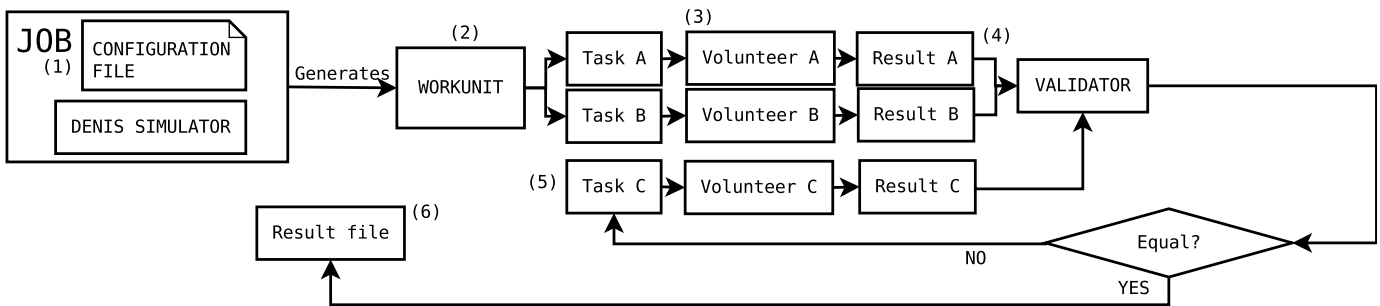 JOB
(1)
CONFIGURATION
FILE
DENIS SIMULATOR
Generates
(2)
WORKUNIT
(3)
Task A
Volunteer A
Result A
(4)
Task B
Volunteer B
Result B
VALIDATOR
(5)
Task C
Volunteer C
Result C
Equal?
NO
YES
Result file
(6)